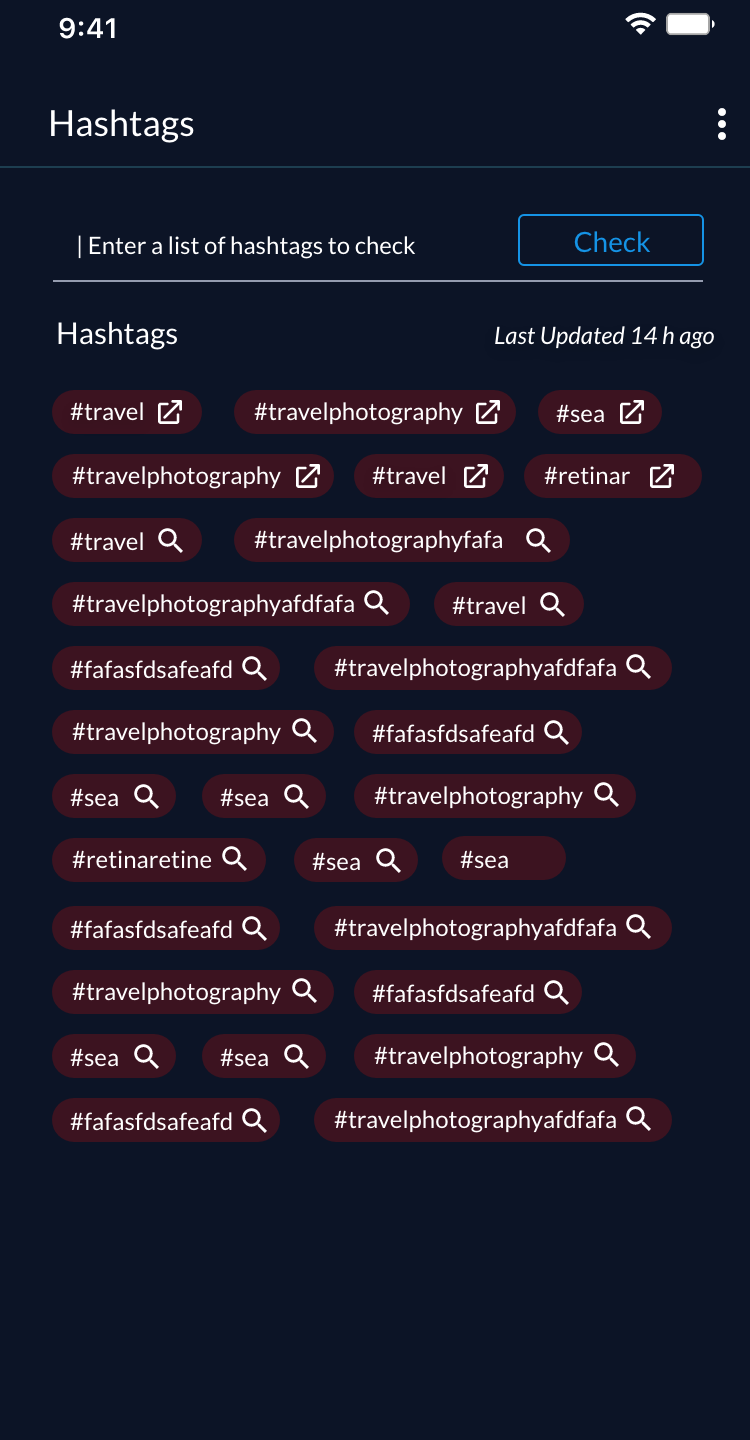 9:41
Hashtags
| Enter a list of hashtags to check Check
Hashtags Last Updated 14 h ago
#travel #travelphotography #sea
#travelphotography #travel #retinar
#travel #travelphotographyfafa
#travelphotographyafdfafa #travel
#fafasfdsafeafd #travelphotographyafdfafa
#travelphotography #fafasfdsafeafd
#sea #sea #travelphotography
#retinaretine #sea #sea
#fafasfdsafeafd #travelphotographyafdfafa
#travelphotography #fafasfdsafeafd
#sea #sea #travelphotography
#fafasfdsafeafd #travelphotographyafdfafa